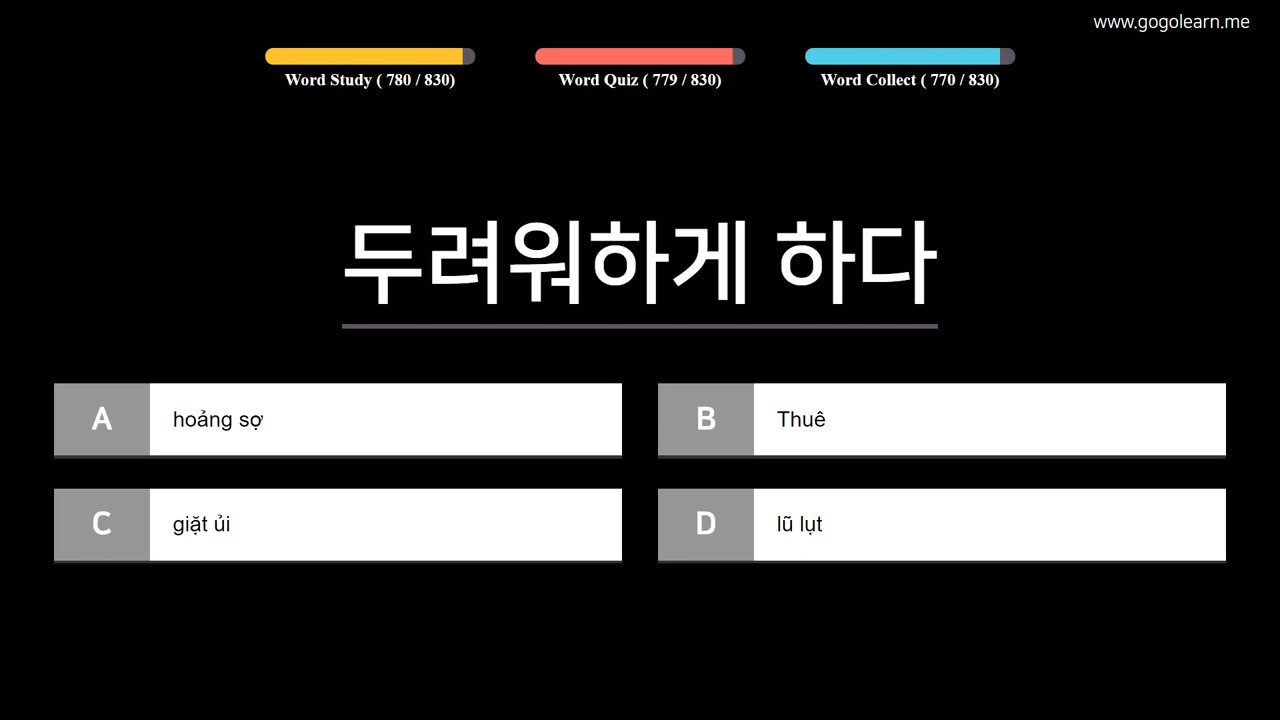 www.gogolearn.me
Word Study ( 780 / 830)
Word Quiz ( 779 / 830)
Word Collect ( 770 / 830)
두려워하게 하다
A hoảng sợ
B Thuê
C giặt ủi
D lũ lụt